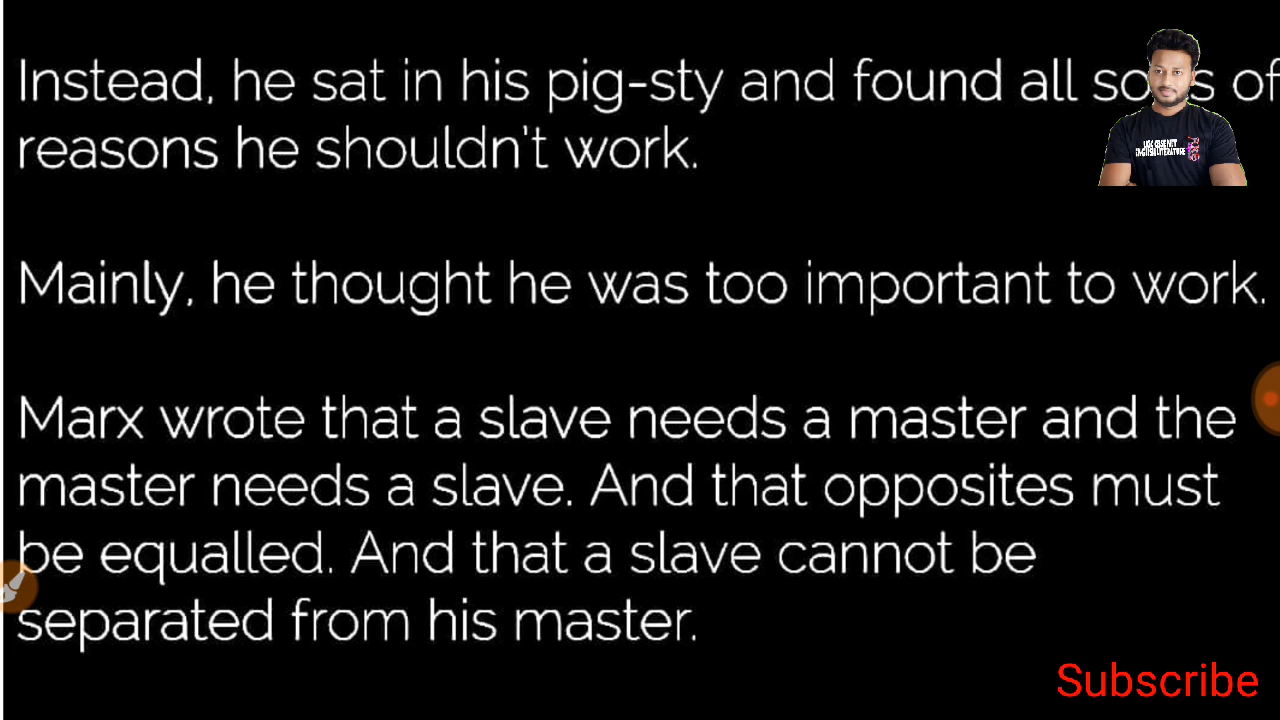 Instead, he sat in his pig-sty and found all of
reasons he shouldn't work.
Mainly, he thought he was too important to work.
Marx wrote that a slave needs a master and the
master needs a slave. And that opposites must
be equalled. And that a slave cannot be
separated from his master.
Subscribe